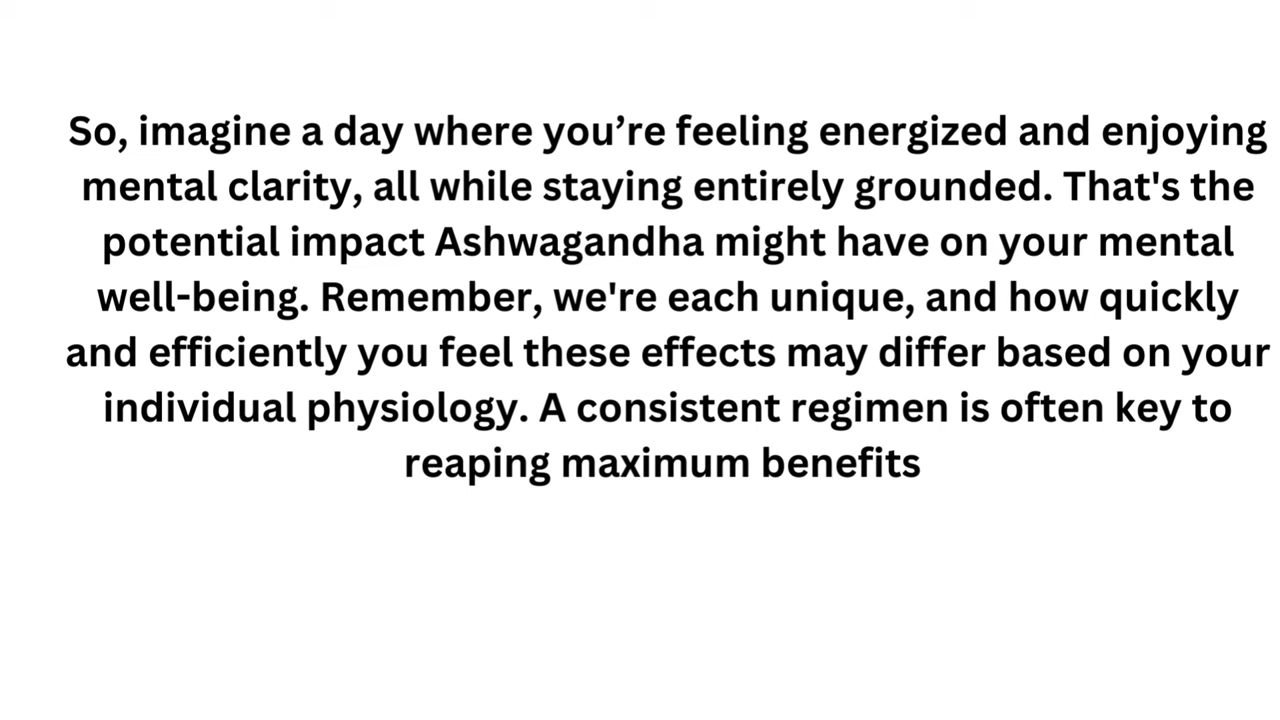 So, imagine a day where you’re feeling energized and enjoying
mental clarity, all while staying entirely grounded. That's the
potential impact Ashwagandha might have on your mental
well-being. Remember, we're each unique, and how quickly
and efficiently you feel these effects may differ based on your
individual physiology. A consistent regimen is often key to
reaping maximum benefits